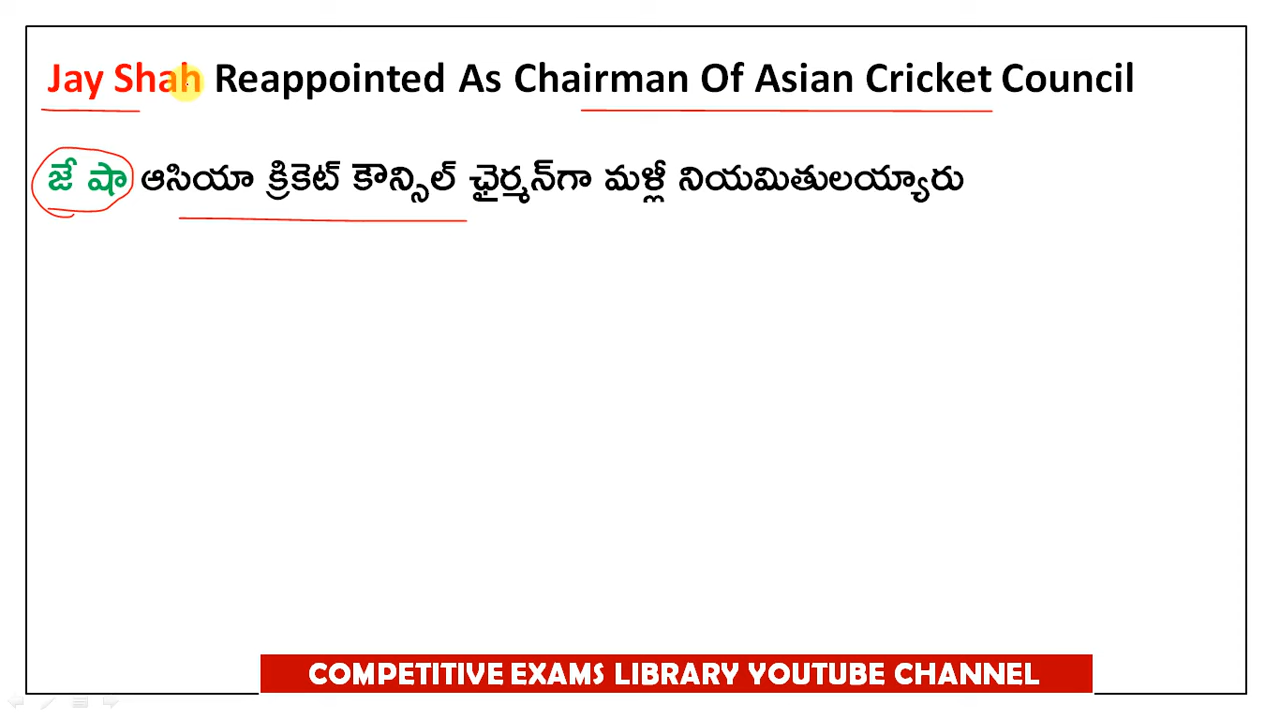 Jay Shah Reappointed As Chairman Of Asian Cricket Council
జే షా ఆసియా క్రికెట్ కౌన్సిల్ ఛైర్మన్‌గా మళ్లీ నియమితులయ్యారు
COMPETITIVE EXAMS LIBRARY YOUTUBE CHANNEL